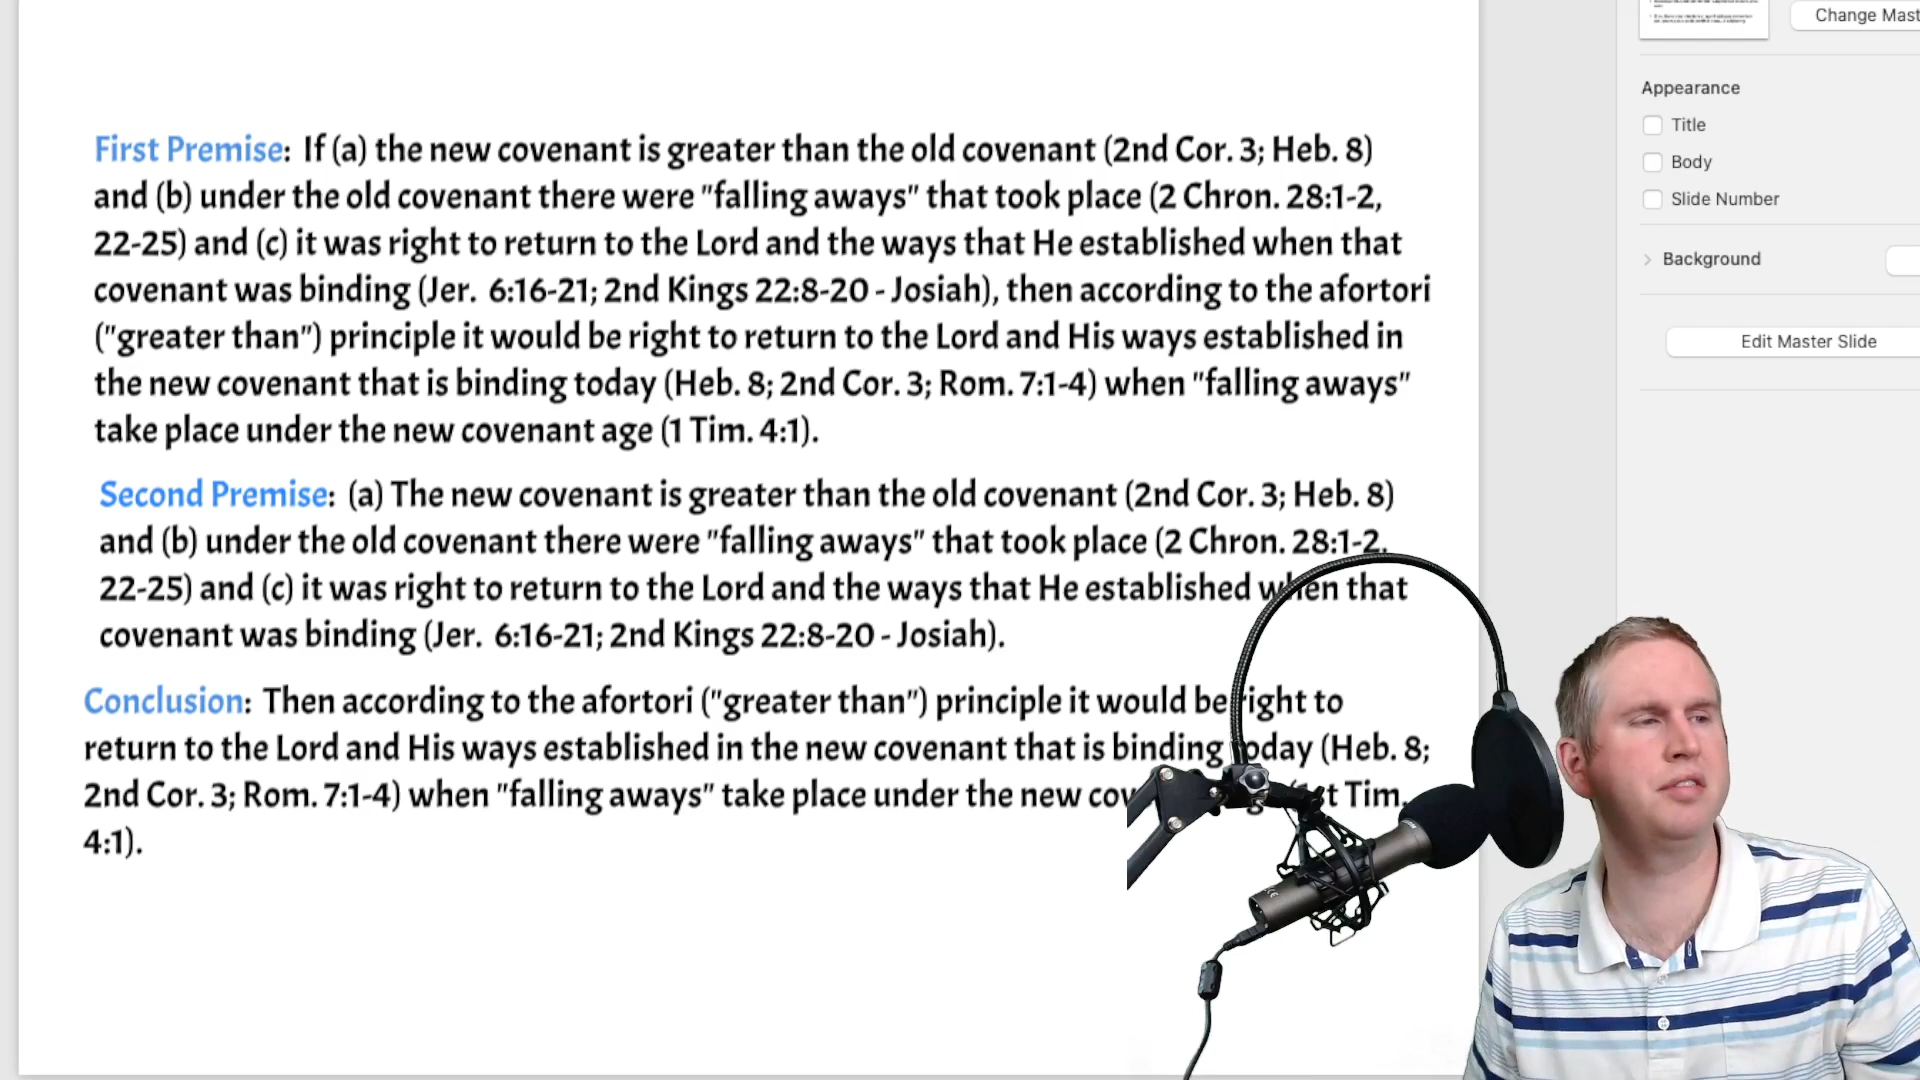 First Premise: If (a) the new covenant is greater than the old covenant (2nd Cor. 3; Heb. 8)
and (b) under the old covenant there were "falling aways" that took place (2 Chron. 28:1-2,
22-25) and (c) it was right to return to the Lord and the ways that He established when that
covenant was binding (Jer. 6:16-21; 2nd Kings 22:8-20 - Josiah), then according to the afortori
("greater than") principle it would be right to return to the Lord and His ways established in
the new covenant that is binding today (Heb. 8; 2nd Cor. 3; Rom. 7:1-4) when "falling aways"
take place under the new covenant age (1 Tim. 4:1).
Second Premise: (a) The new covenant is greater than the old covenant (2nd Cor. 3; Heb. 8)
and (b) under the old covenant there were "falling aways" that took place (2 Chron. 28:1-2,
22-25) and (c) it was right to return to the Lord and the ways that He established when that
covenant was binding (Jer. 6:16-21; 2nd Kings 22:8-20 - Josiah).
Conclusion: Then according to the afortori ("greater than") principle it would be right to
return to the Lord and His ways established in the new covenant that is binding today (Heb. 8;
2nd Cor. 3; Rom. 7:1-4) when "falling aways" take place under the new Tim.
4:1).
Change Mast
Appearance
Title
Body
Slide Number
Background
Edit Master Slide